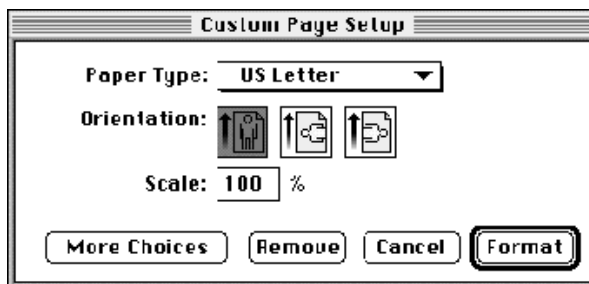 Custom Page Setup
Paper Type: US Letter
Orientation:
Scale: 100 %
More Choices Remove Cancel Format